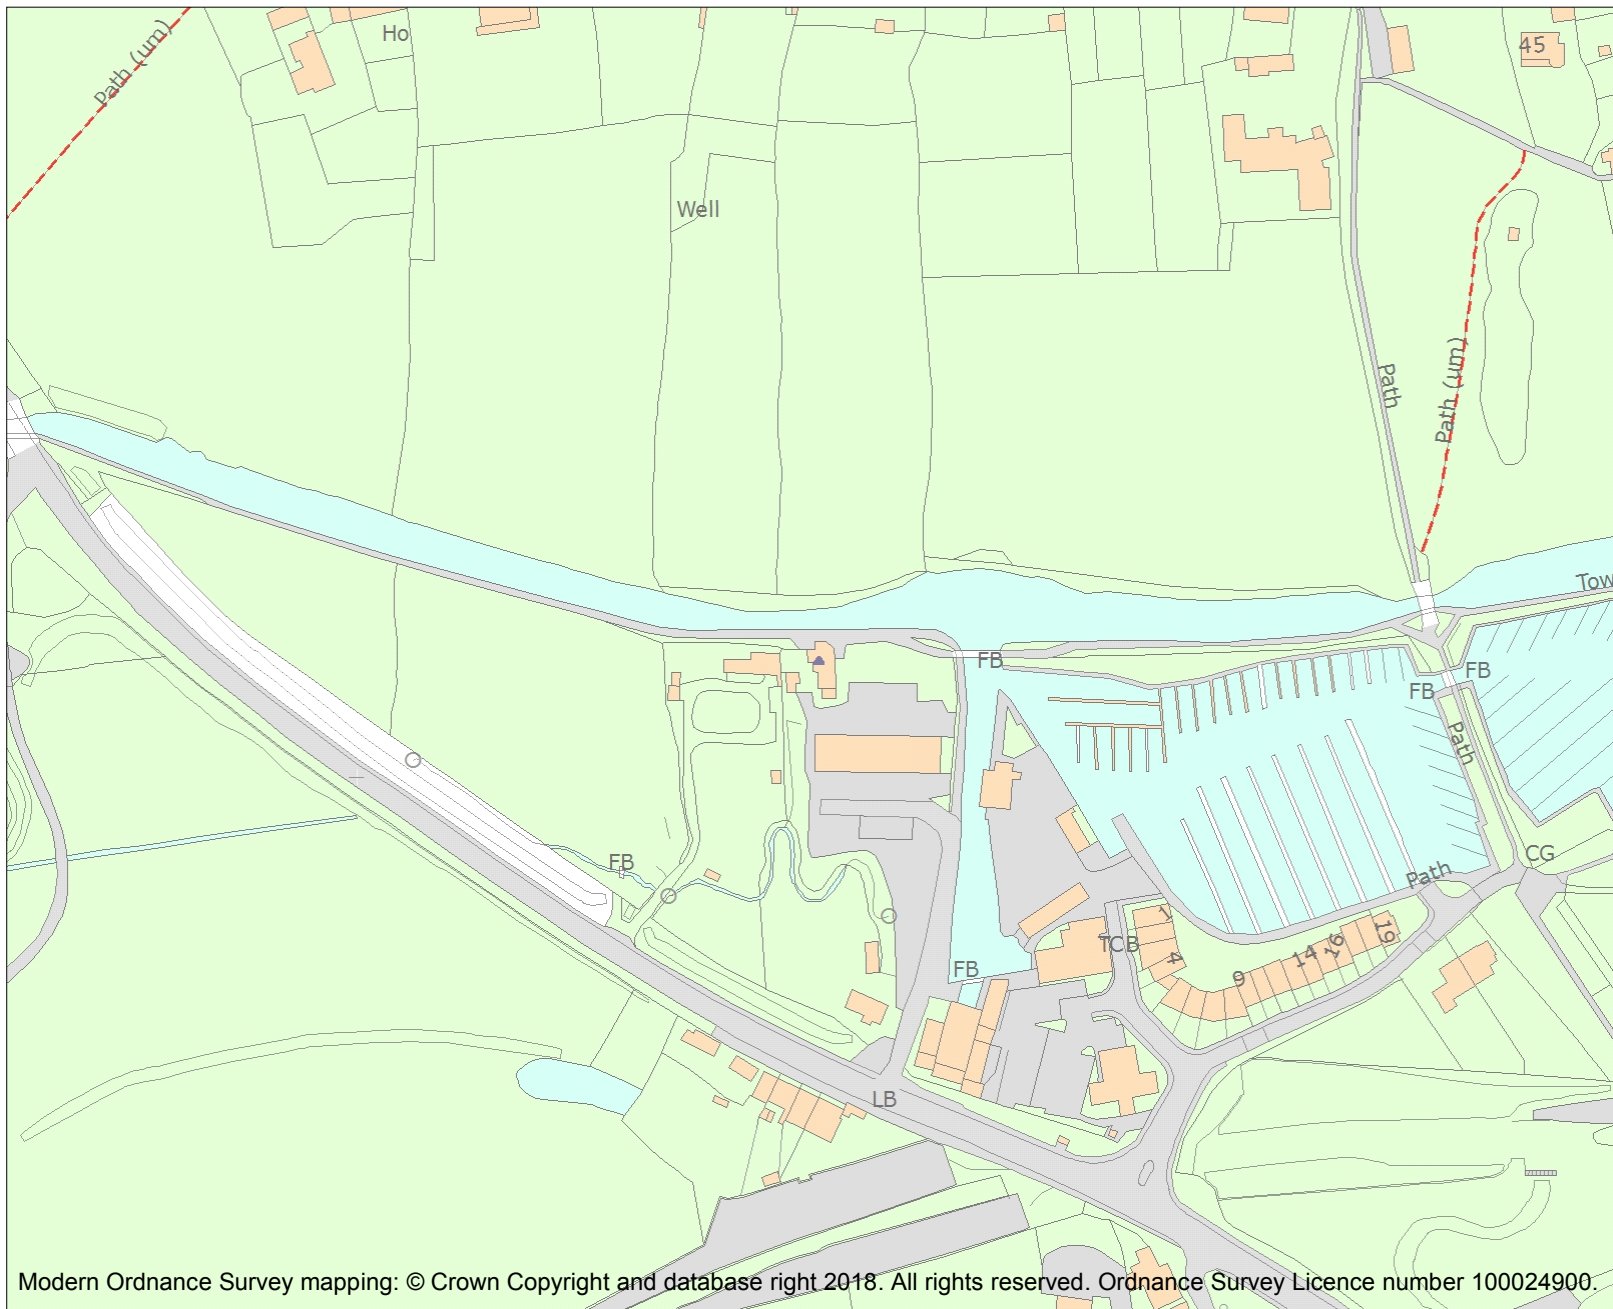 Path (um)
Ho
45
Well
Path
Path (um)
Tow
FB
FB
FB
Path
FB
CG
Path
1
TCB
4
19
16
14
9
FB
LB
Modern Ordnance Survey mapping: © Crown Copyright and database right 2018. All rights reserved. Ordnance Survey Licence number 100024900.